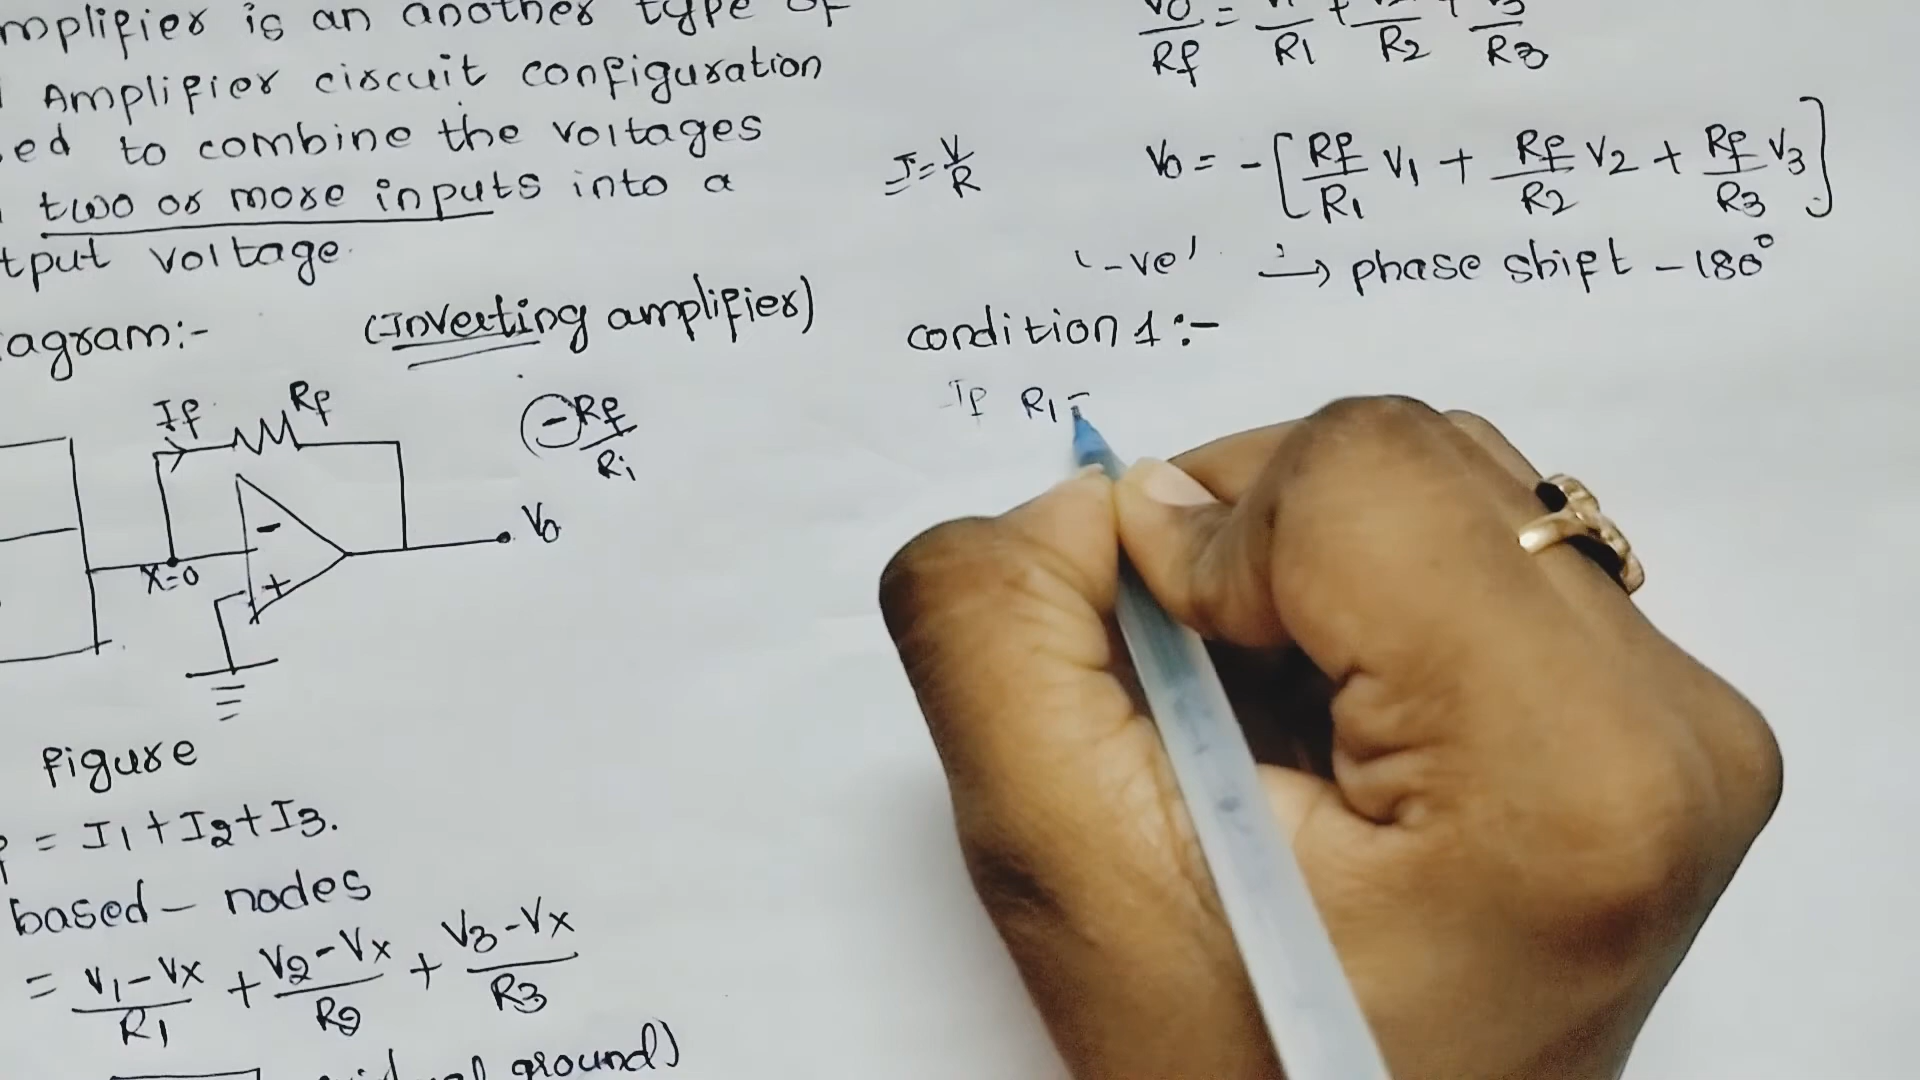 mplifier is an another type of
Amplifier circuit configuration
ed to combine the voltages
two or more inputs into a
tput voltage.
agram:- (Inverting amplifier)
If Rf
- Rf/Ri
-
X=0
+
Vo
figure
f = I1 + I2 + I3.
based - nodes
= V1-Vx/R1 + V2-Vx/R2 + V3-Vx/R3
ground)
I = V/R
Vo/Rf = /R1 + /R2 + /R3
Vo = -[Rf/R1 V1 + Rf/R2 V2 + Rf/R3 V3]
'-ve' → phase shift - 180°
condition 1:-
If R1 =